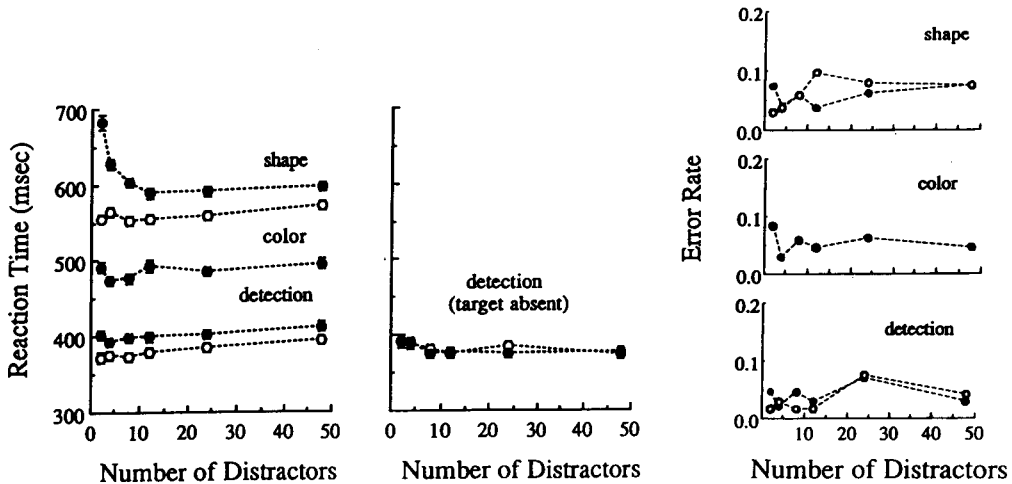 Reaction Time (msec)
700
600
500
400
300
shape
color
detection
0 10 20 30 40 50
Number of Distractors
detection
(target absent)
0 10 20 30 40 50
Number of Distractors
Error Rate
0.2
0.1
0.0
shape
0.2
0.1
0.0
color
0.2
0.1
0.0
detection
10 20 30 40 50
Number of Distractors